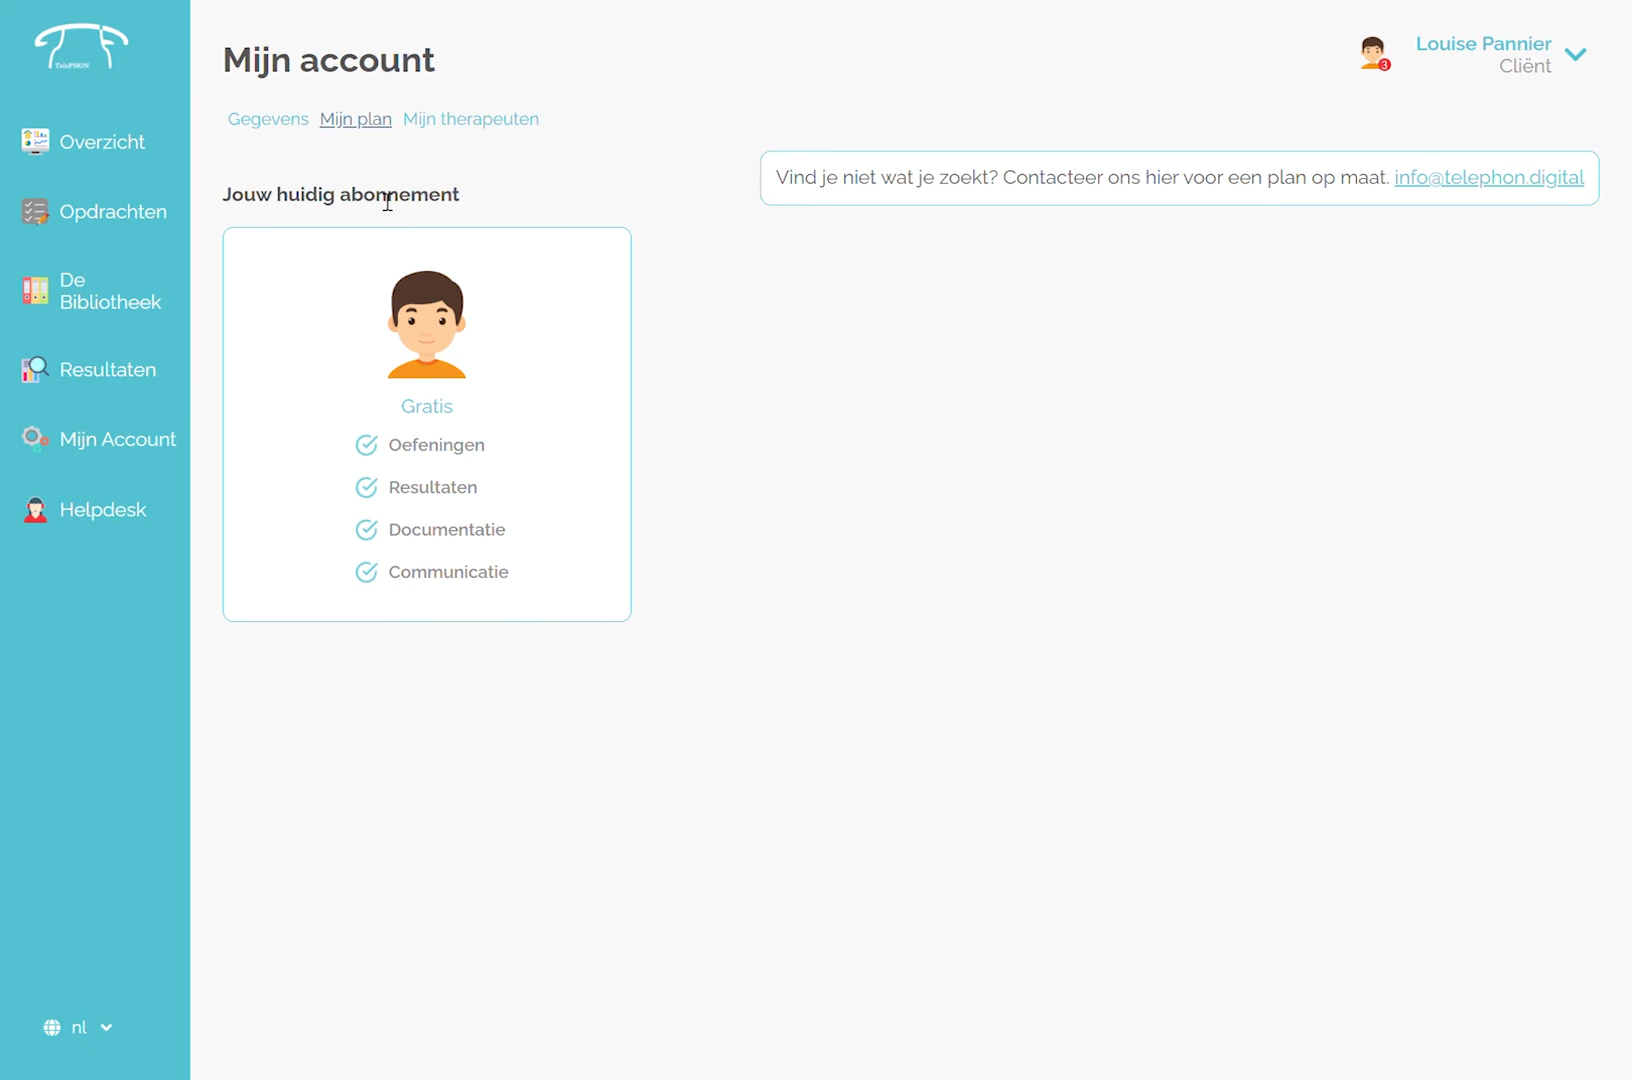 TelePHON
Overzicht
Opdrachten
De
Bibliotheek
Resultaten
Mijn Account
Helpdesk
nl
Mijn account
Gegevens Mijn plan Mijn therapeuten
3
Louise Pannier
Cliënt
Vind je niet wat je zoekt? Contacteer ons hier voor een plan op maat. info@telephon.digital
Jouw huidig abonnement
Gratis
Oefeningen
Resultaten
Documentatie
Communicatie